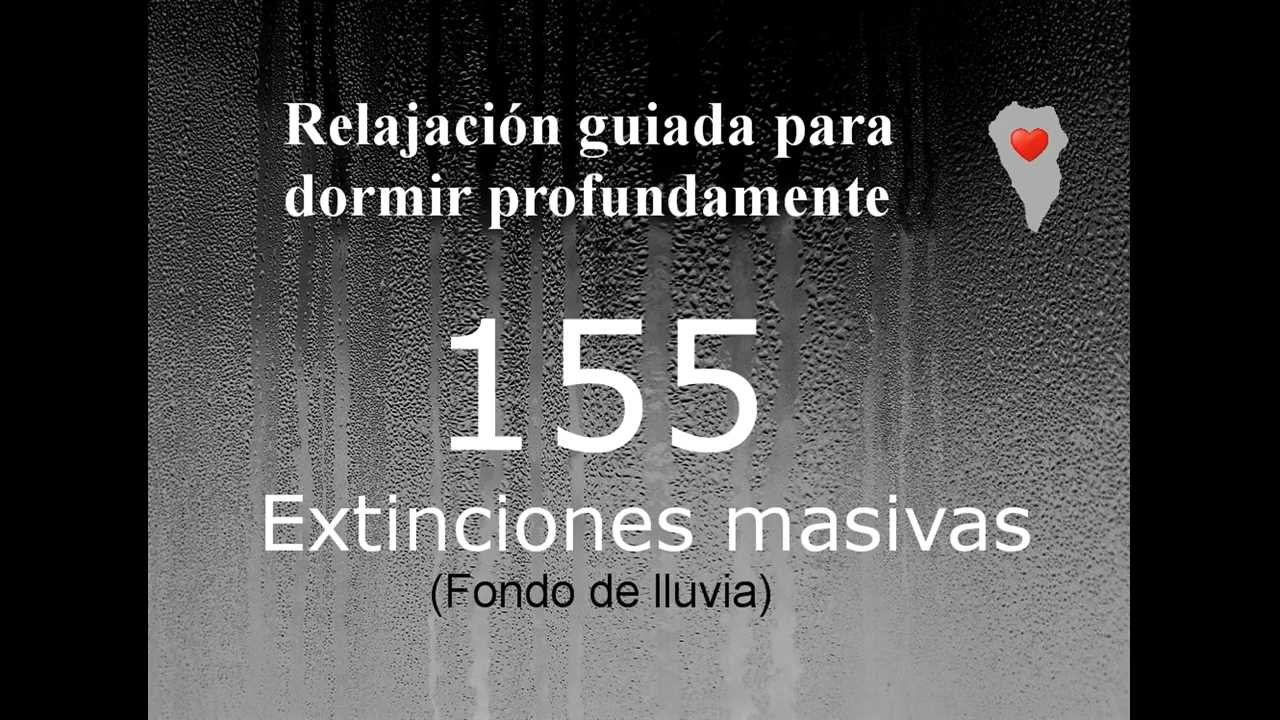 Relajación guiada para
dormir profundamente
155
Extinciones masivas
(Fondo de lluvia)